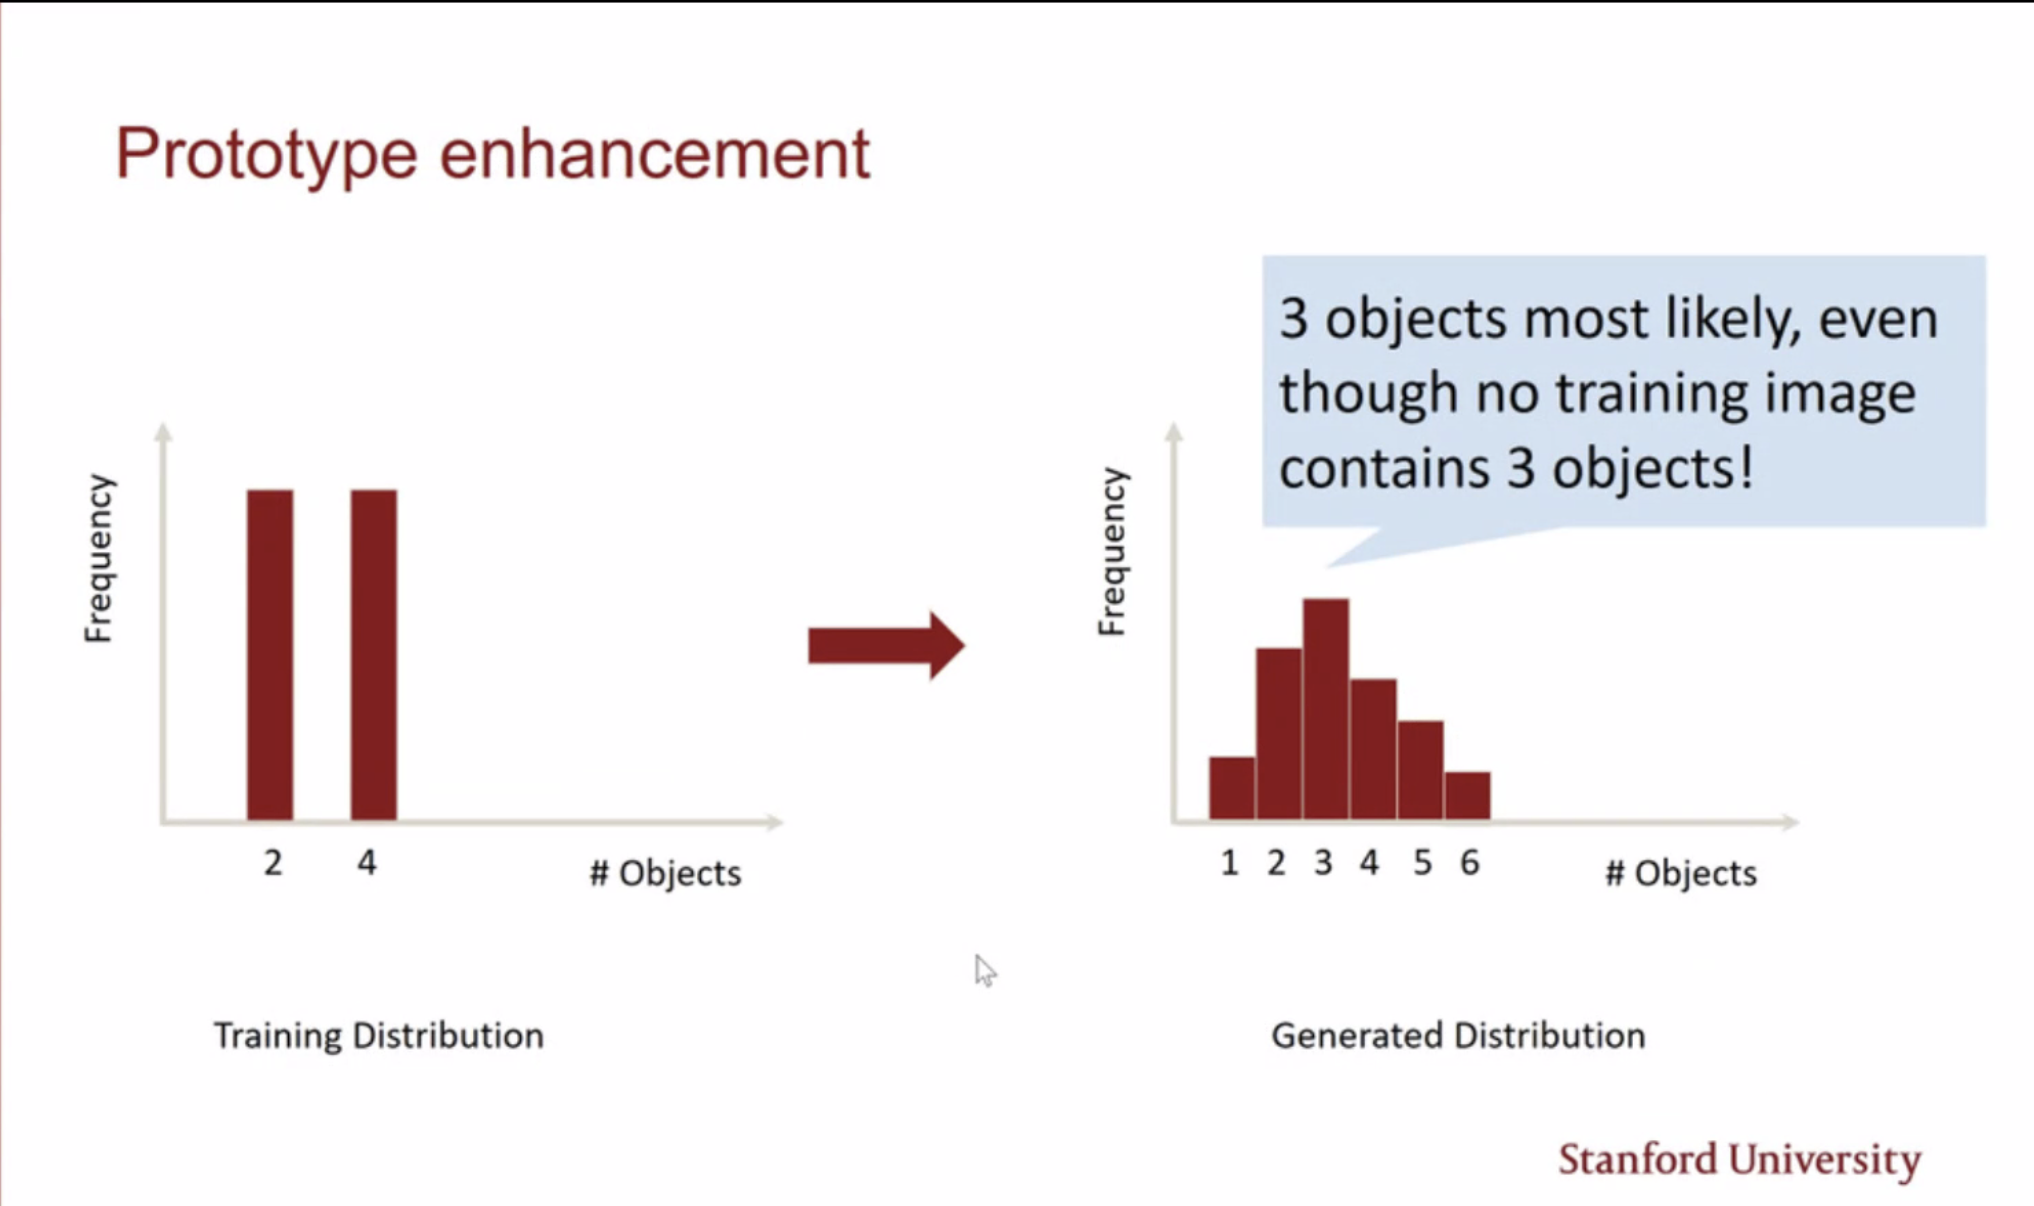 Prototype enhancement
3 objects most likely, even
though no training image
contains 3 objects!
Frequency
2 4
# Objects
Training Distribution
Frequency
1 2 3 4 5 6
# Objects
Generated Distribution
Stanford University